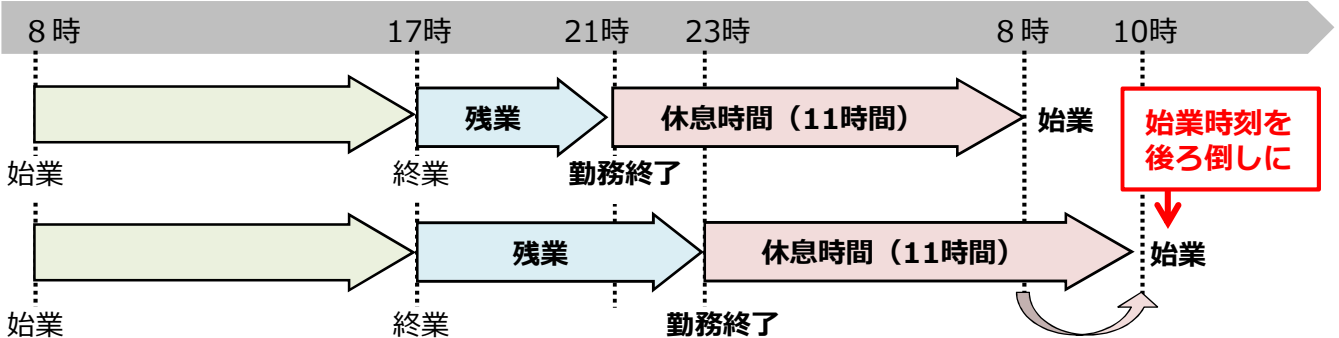 ８時 17時 21時 23時 ８時 10時
残業 休息時間（11時間） 始業
始業時刻を
後ろ倒しに
始業 終業 勤務終了
残業 休息時間（11時間） 始業
始業 終業 勤務終了